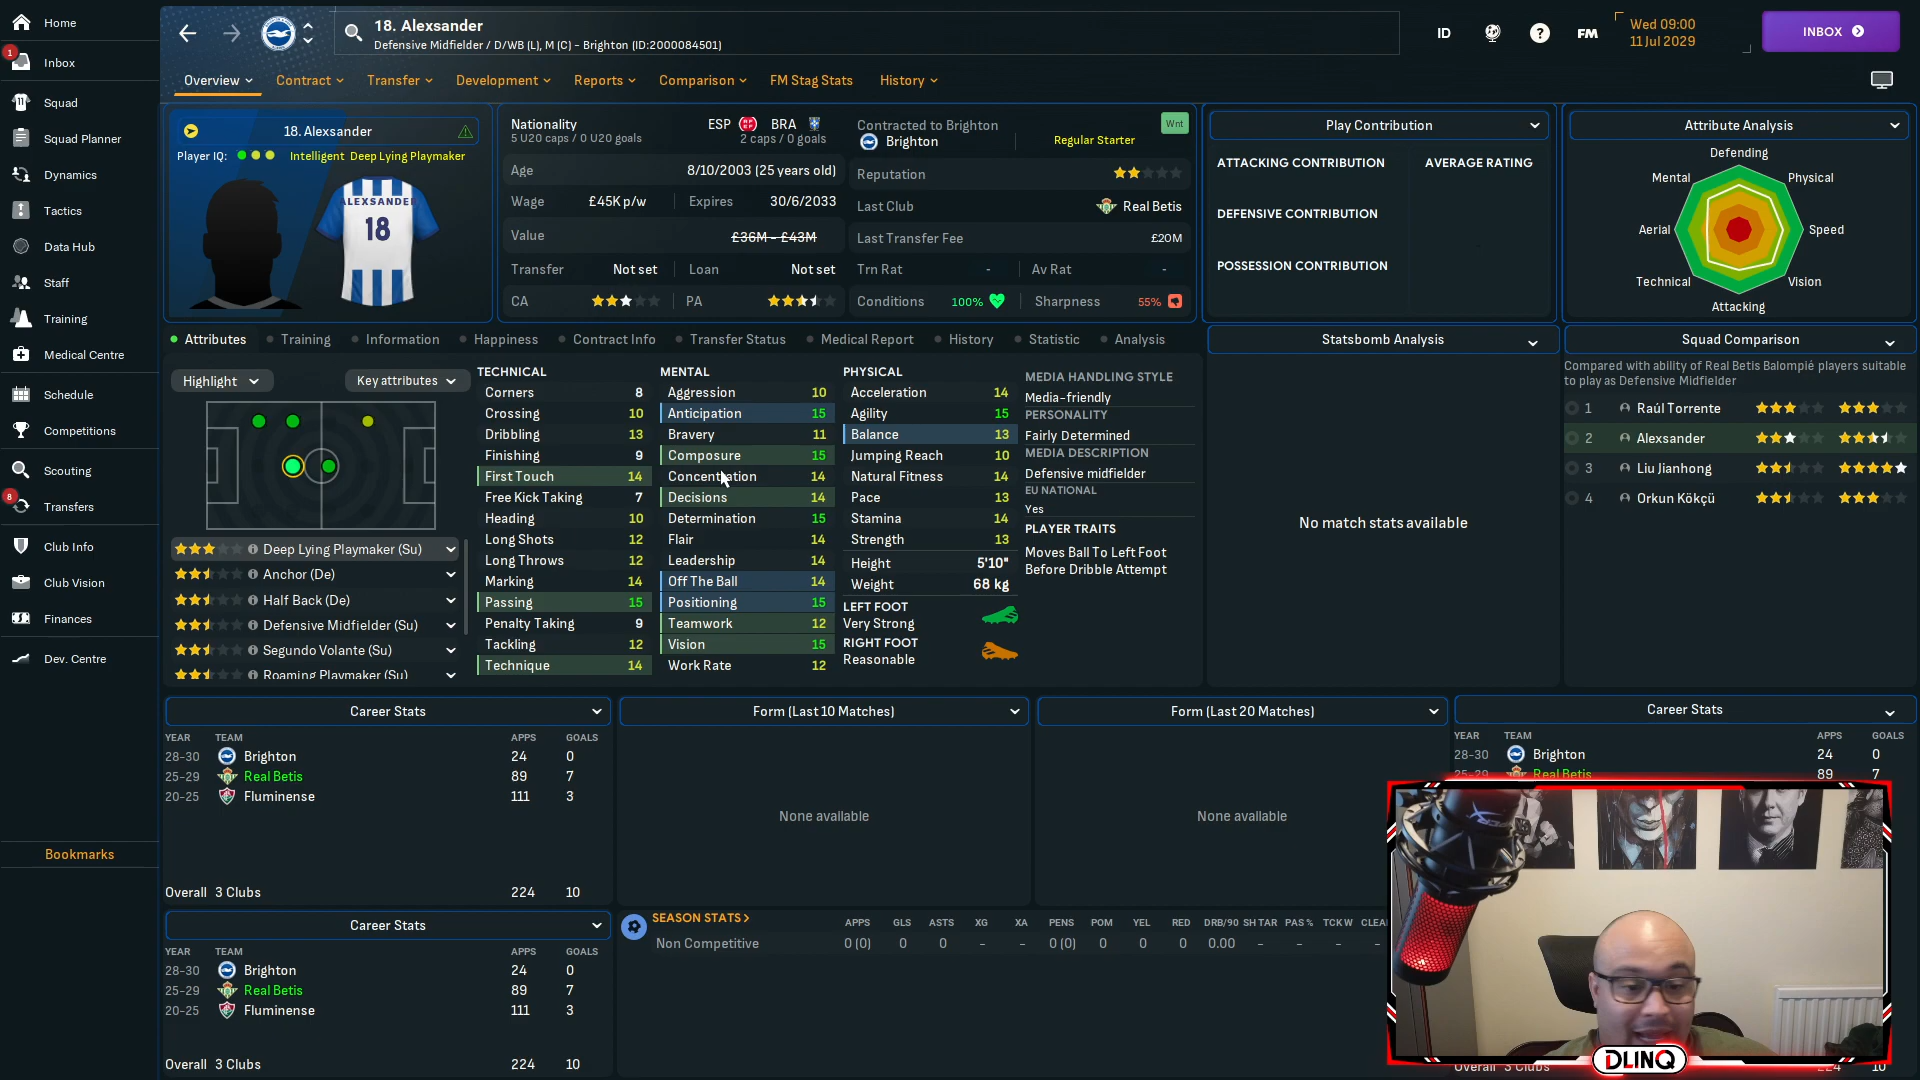 Home
1
Inbox
Squad
Squad Planner
Dynamics
Tactics
Data Hub
Staff
Training
Medical Centre
Schedule
Competitions
Scouting
8
Transfers
Club Info
Club Vision
Finances
Dev. Centre
Bookmarks
18. Alexsander
Defensive Midfielder / D/WB (L), M (C) - Brighton (ID:2000084501)
ID
FM
Wed 09:00
11 Jul 2029
INBOX
Overview
Contract
Transfer
Development
Reports
Comparison
FM Stag Stats
History
18. Alexsander
Player IQ:
Intelligent Deep Lying Playmaker
ALEXSANDER
18
Nationality ESP BRA
5 U20 caps / 0 U20 goals 2 caps / 0 goals
Age 8/10/2003 (25 years old)
Wage £45K p/w Expires 30/6/2033
Value £36M - £43M
Transfer Not set Loan Not set
CA PA
Contracted to Brighton Wnt
Brighton Regular Starter
Reputation
Last Club Real Betis
Last Transfer Fee £20M
Trn Rat - Av Rat -
Conditions 100% Sharpness 55%
Play Contribution
ATTACKING CONTRIBUTION AVERAGE RATING
DEFENSIVE CONTRIBUTION
POSSESSION CONTRIBUTION
Attribute Analysis
Defending
Mental Physical
Aerial Speed
Technical Vision
Attacking
Attributes
Training
Information
Happiness
Contract Info
Transfer Status
Medical Report
History
Statistic
Analysis
Highlight
Key attributes
Deep Lying Playmaker (Su)
Anchor (De)
Half Back (De)
Defensive Midfielder (Su)
Segundo Volante (Su)
Roaming Playmaker (Su)
TECHNICAL
Corners 8
Crossing 10
Dribbling 13
Finishing 9
First Touch 14
Free Kick Taking 7
Heading 10
Long Shots 12
Long Throws 12
Marking 14
Passing 15
Penalty Taking 9
Tackling 12
Technique 14
MENTAL
Aggression 10
Anticipation 15
Bravery 11
Composure 15
Concentration 14
Decisions 14
Determination 15
Flair 14
Leadership 14
Off The Ball 14
Positioning 15
Teamwork 12
Vision 15
Work Rate 12
PHYSICAL
Acceleration 14
Agility 15
Balance 13
Jumping Reach 10
Natural Fitness 14
Pace 13
Stamina 14
Strength 13
Height 5'10"
Weight 68 kg
LEFT FOOT
Very Strong
RIGHT FOOT
Reasonable
MEDIA HANDLING STYLE
Media-friendly
PERSONALITY
Fairly Determined
MEDIA DESCRIPTION
Defensive midfielder
EU NATIONAL
Yes
PLAYER TRAITS
Moves Ball To Left Foot
Before Dribble Attempt
Statsbomb Analysis
No match stats available
Squad Comparison
Compared with ability of Real Betis Balompié players suitable
to play as Defensive Midfielder
1 Raúl Torrente
2 Alexsander
3 Liu Jianhong
4 Orkun Kökçü
Career Stats
YEAR TEAM APPS GOALS
28-30 Brighton 24 0
25-29 Real Betis 89 7
20-25 Fluminense 111 3
Overall 3 Clubs 224 10
Form (Last 10 Matches)
None available
Form (Last 20 Matches)
None available
Career Stats
YEAR TEAM APPS GOALS
28-30 Brighton 24 0
25-29 Real Betis 89 7
Career Stats
YEAR TEAM APPS GOALS
28-30 Brighton 24 0
25-29 Real Betis 89 7
20-25 Fluminense 111 3
Overall 3 Clubs 224 10
SEASON STATS APPS GLS ASTS XG XA PENS POM YEL RED DRB/90 SH TAR PAS % TCK W CLEA
Non Competitive 0 (0) 0 0 - - 0 (0) 0 0 0 0.00 - - - -
DLINQ
Overall 3 Clubs 224 10